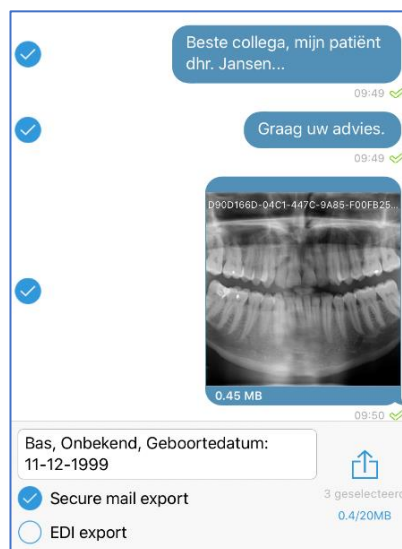 Beste collega, mijn patiënt
dhr. Jansen...
09:49
Graag uw advies.
09:49
D90D166D-04C1-447C-9A85-F00FB25...
0.45 MB
09:50
Bas, Onbekend, Geboortedatum:
11-12-1999
Secure mail export
3 geselecteerd
0.4/20MB
EDI export